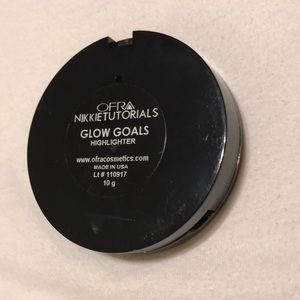 OFRA
NIKKIETUTORIALS
GLOW GOALS
HIGHLIGHTER
www.ofracosmetics.com
MADE IN USA
Lt # 110917
10 g